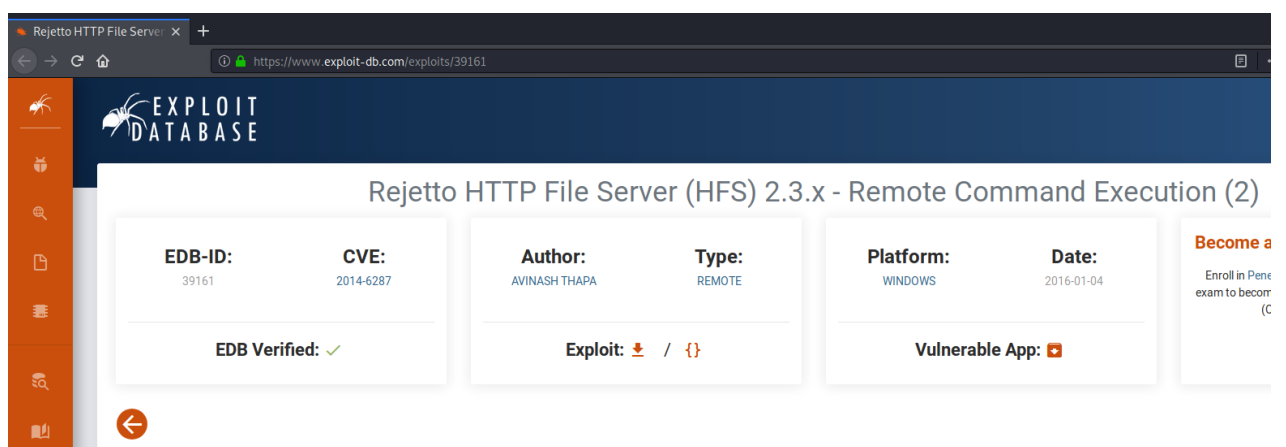 Rejetto HTTP File Server
https://www.exploit-db.com/exploits/39161
EXPLOIT
DATABASE
Rejetto HTTP File Server (HFS) 2.3.x - Remote Command Execution (2)
EDB-ID:
39161
CVE:
2014-6287
Author:
AVINASH THAPA
Type:
REMOTE
Platform:
WINDOWS
Date:
2016-01-04
Become a
Enroll in Pene
exam to becom
(O
EDB Verified:
Exploit: / {}
Vulnerable App: